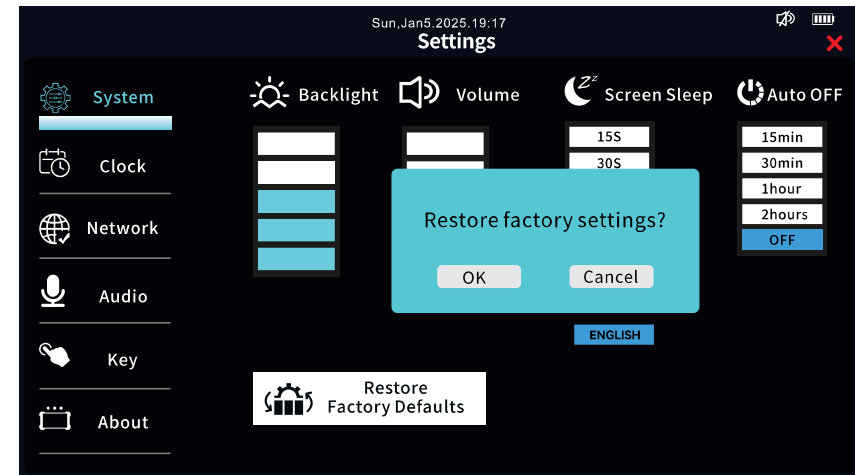 Sun,Jan5.2025.19:17
Settings
System
Clock
Network
Audio
Key
About
Backlight
Volume
Screen Sleep
Auto OFF
15S
30S
15min
30min
1hour
2hours
OFF
Restore factory settings?
OK
Cancel
ENGLISH
Restore
Factory Defaults